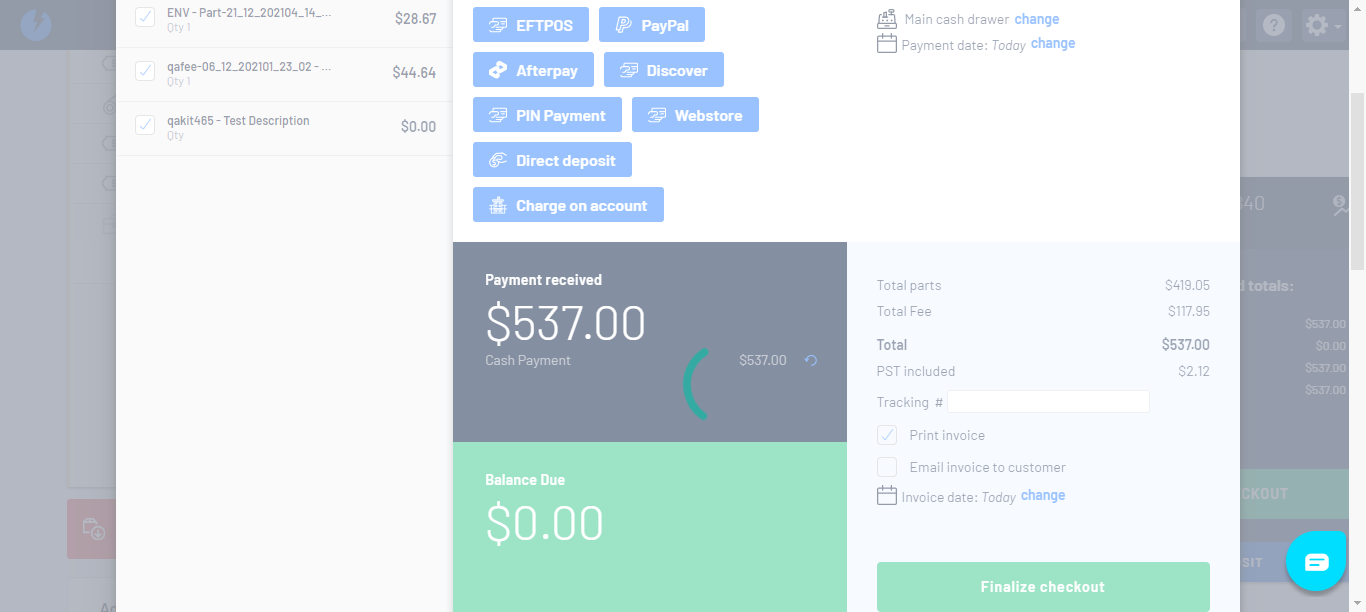 ENV - Part-21_12_202104_14_...
$28.67
Qty 1
qafee-06_12_202101_23_02 - ...
$44.64
Qty 1
qakit465 - Test Description
$0.00
Qty
EFTPOS
PayPal
Afterpay
Discover
PIN Payment
Webstore
Direct deposit
Charge on account
Main cash drawer change
Payment date: Today change
Payment received
$537.00
Cash Payment
$537.00
Balance Due
$0.00
Total parts
$419.05
Total Fee
$117.95
Total
$537.00
PST included
$2.12
Tracking #
Print invoice
Email invoice to customer
Invoice date: Today change
Finalize checkout
totals:
$537.00
$0.00
$537.00
$537.00